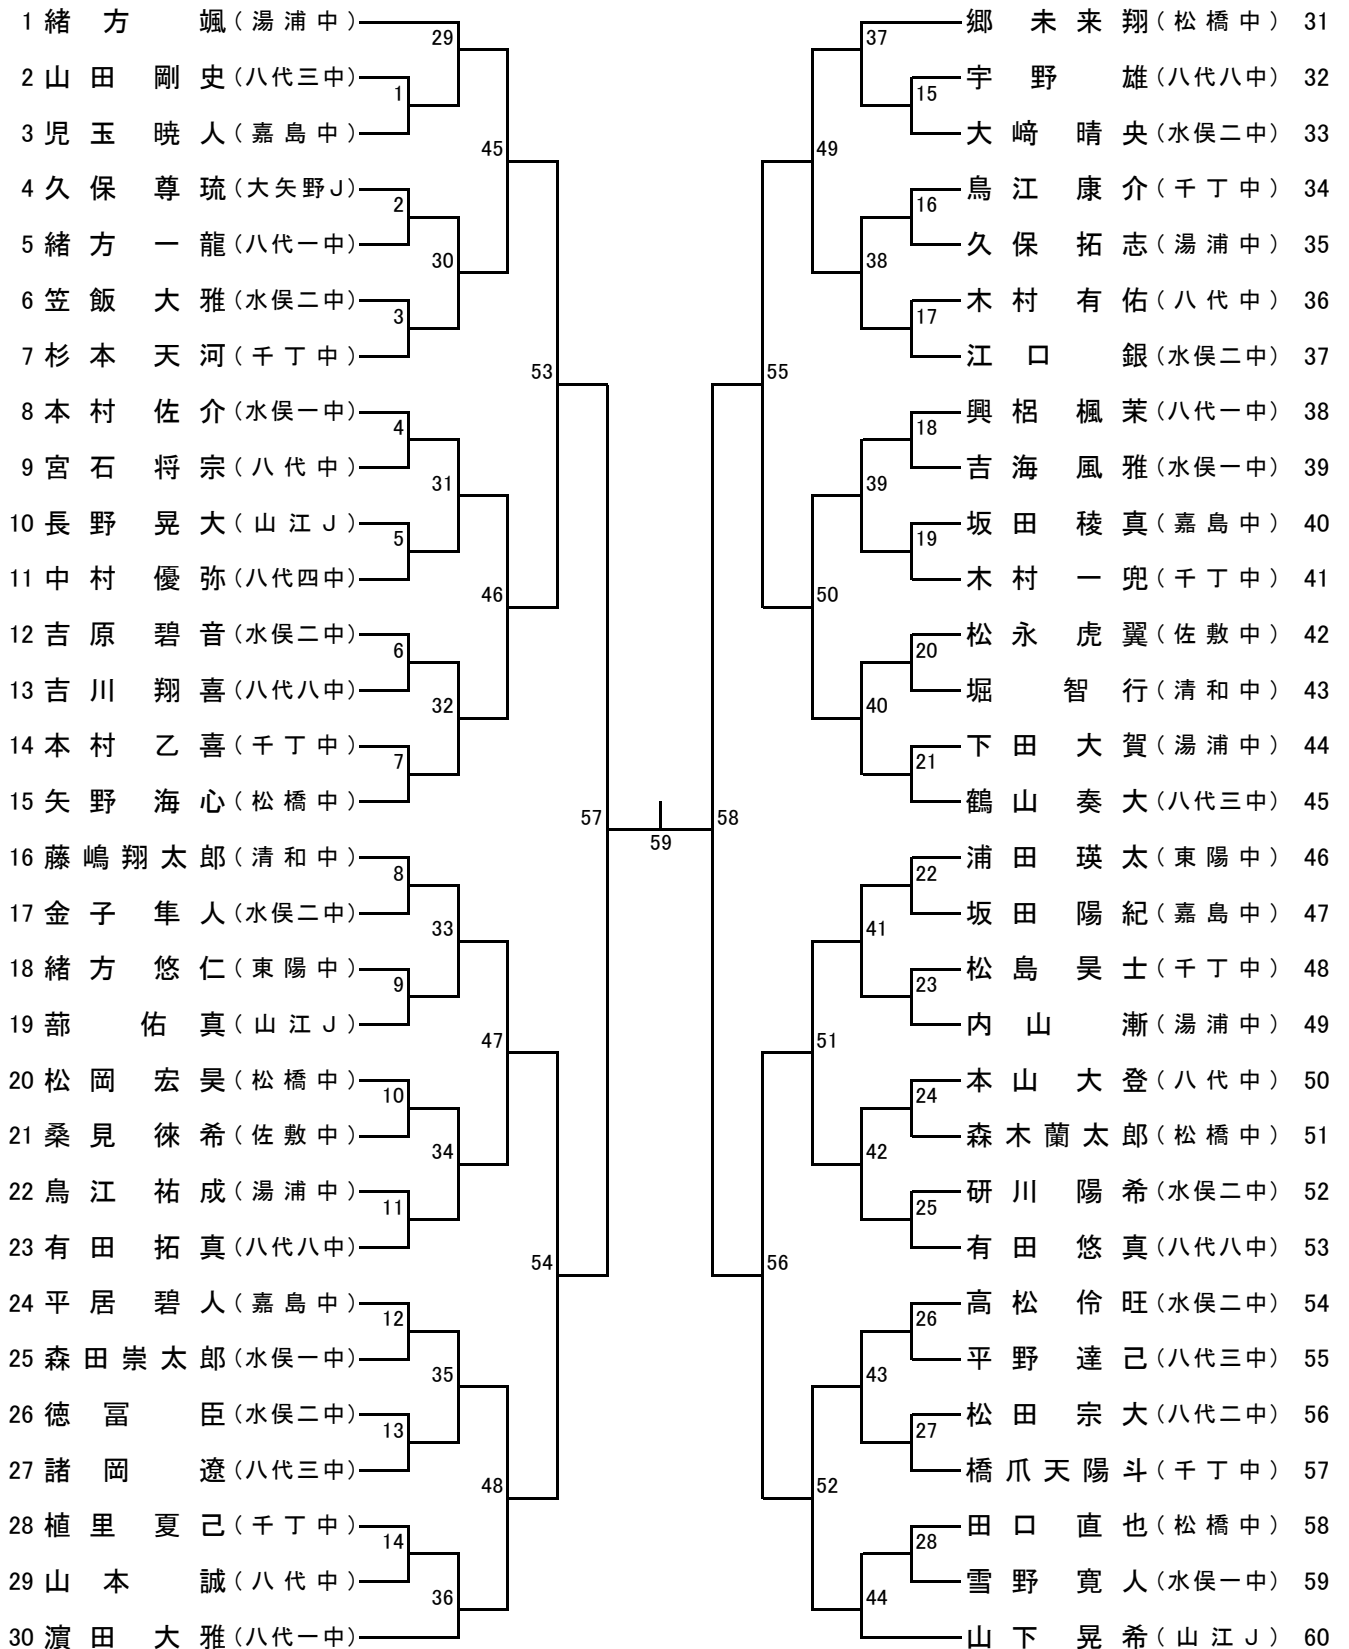 1 緒方 颯 (湯浦中)
2 山田 剛史 (八代三中)
3 児玉 暁人 (嘉島中)
4 久保 尊琉 (大矢野J)
5 緒方 一龍 (八代一中)
6 笠飯 大雅 (水俣二中)
7 杉本 天河 (千丁中)
8 本村 佐介 (水俣一中)
9 宮石 将宗 (八代中)
10 長野 晃大 (山江J)
11 中村 優弥 (八代四中)
12 吉原 碧音 (水俣二中)
13 吉川 翔喜 (八代八中)
14 本村 乙喜 (千丁中)
15 矢野 海心 (松橋中)
16 藤嶋翔太郎 (清和中)
17 金子 隼人 (水俣二中)
18 緒方 悠仁 (東陽中)
19 蔀 佑真 (山江J)
20 松岡 宏昊 (松橋中)
21 桑見 徠希 (佐敷中)
22 鳥江 祐成 (湯浦中)
23 有田 拓真 (八代八中)
24 平居 碧人 (嘉島中)
25 森田崇太郎 (水俣一中)
26 徳冨 臣 (水俣二中)
27 諸岡 遼 (八代三中)
28 植里 夏己 (千丁中)
29 山本 誠 (八代中)
30 濵田 大雅 (八代一中)
29
1
45
2
30
3
53
4
31
5
46
6
32
7
57
8
33
9
47
10
34
11
54
12
35
13
48
14
36
59
37
15
49
16
38
17
55
18
39
19
50
20
40
21
58
22
41
23
51
24
42
25
56
26
43
27
52
28
44
郷 未来翔 (松橋中) 31
宇野 雄 (八代八中) 32
大﨑 晴央 (水俣二中) 33
鳥江 康介 (千丁中) 34
久保 拓志 (湯浦中) 35
木村 有佑 (八代中) 36
江口 銀 (水俣二中) 37
興梠 楓茉 (八代一中) 38
吉海 風雅 (水俣一中) 39
坂田 稜真 (嘉島中) 40
木村 一兜 (千丁中) 41
松永 虎翼 (佐敷中) 42
堀 智行 (清和中) 43
下田 大賀 (湯浦中) 44
鶴山 奏大 (八代三中) 45
浦田 瑛太 (東陽中) 46
坂田 陽紀 (嘉島中) 47
松島 昊士 (千丁中) 48
内山 漸 (湯浦中) 49
本山 大登 (八代中) 50
森木蘭太郎 (松橋中) 51
研川 陽希 (水俣二中) 52
有田 悠真 (八代八中) 53
高松 伶旺 (水俣二中) 54
平野 達己 (八代三中) 55
松田 宗大 (八代二中) 56
橋爪天陽斗 (千丁中) 57
田口 直也 (松橋中) 58
雪野 寛人 (水俣一中) 59
山下 晃希 (山江J) 60